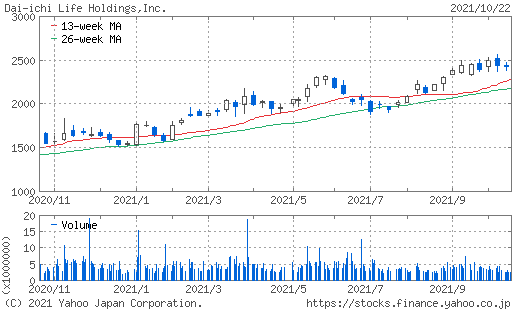 Dai-ichi Life Holdings,Inc. 2021/10/22
13-week MA
26-week MA
3000
2500
2000
1500
1000
2020/11 2021/1 2021/3 2021/5 2021/7 2021/9
Volume
20
15
10
5
0
(x1000000)
2020/11 2021/1 2021/3 2021/5 2021/7 2021/9
(C) 2021 Yahoo Japan Corporation. https://stocks.finance.yahoo.co.jp/